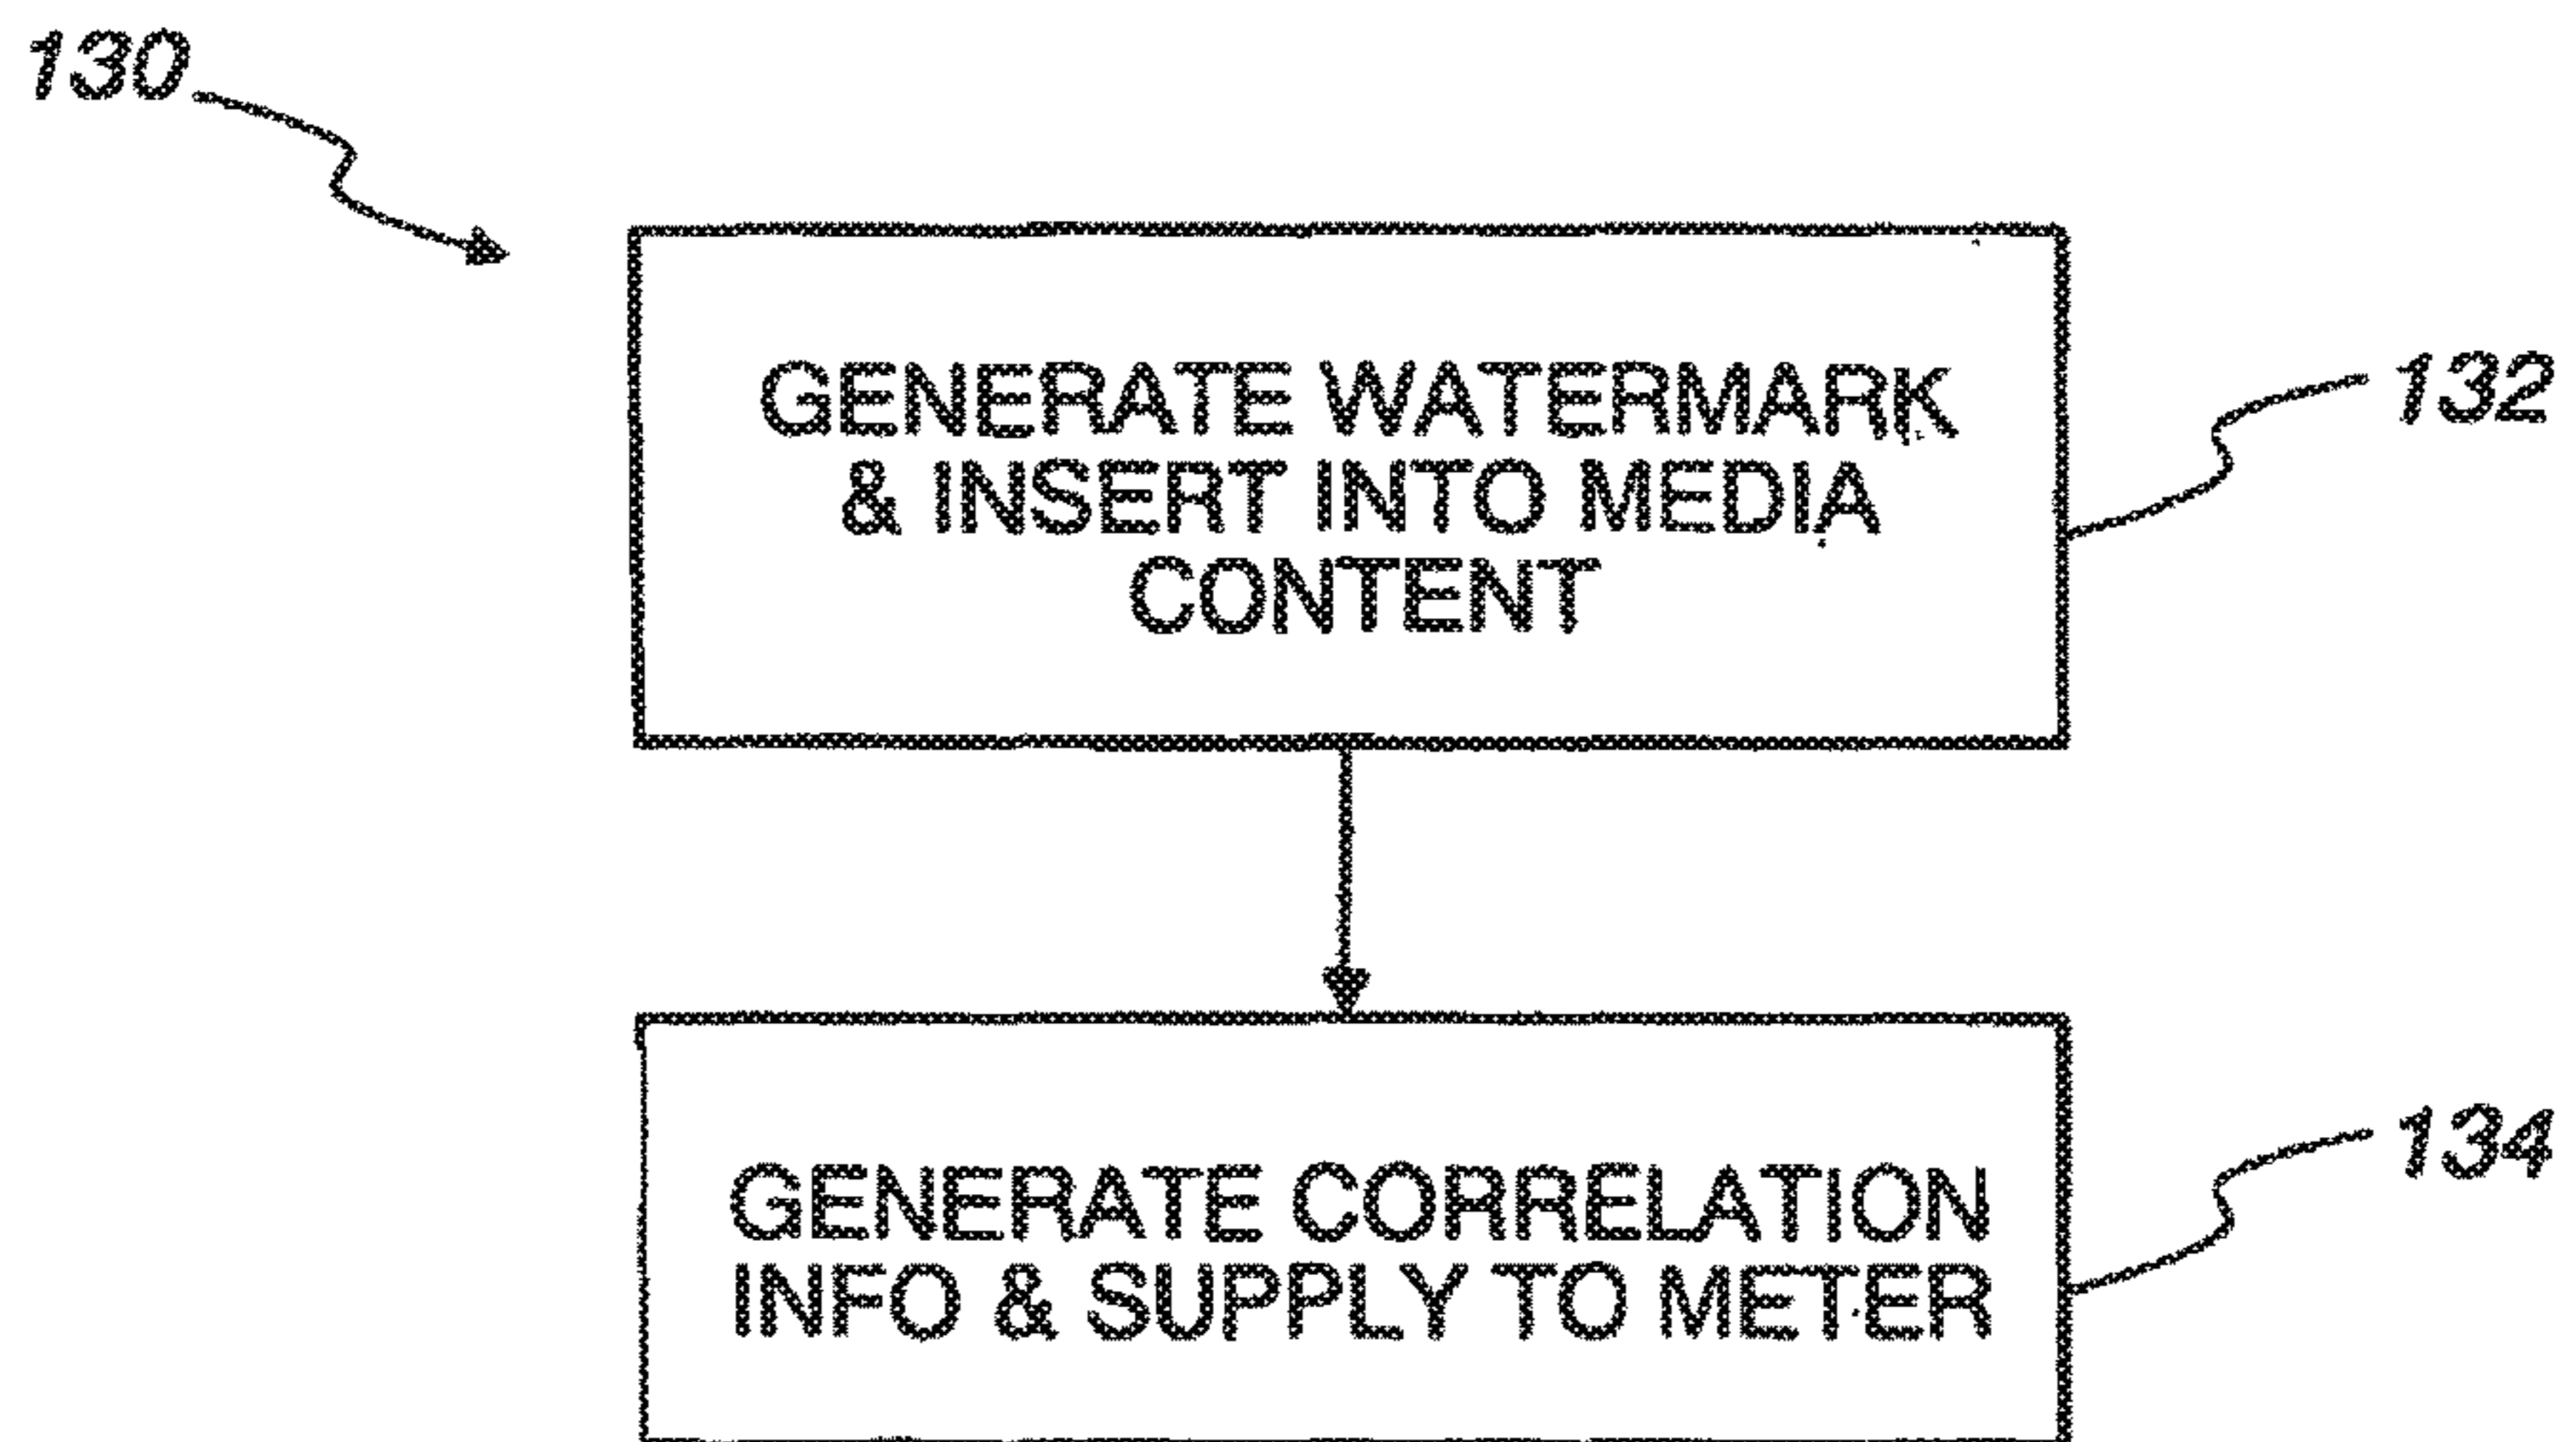 130
GENERATE WATERMARK
& INSERT INTO MEDIA
CONTENT
132
GENERATE CORRELATION
INFO & SUPPLY TO METER
134